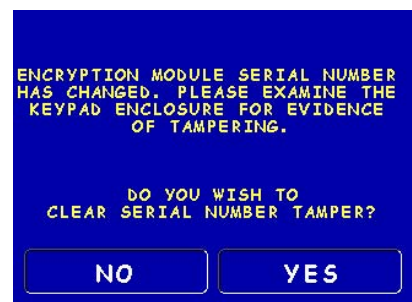 ENCRYPTION MODULE SERIAL NUMBER
HAS CHANGED. PLEASE EXAMINE THE
KEYPAD ENCLOSURE FOR EVIDENCE
OF TAMPERING.
DO YOU WISH TO
CLEAR SERIAL NUMBER TAMPER?
NO YES